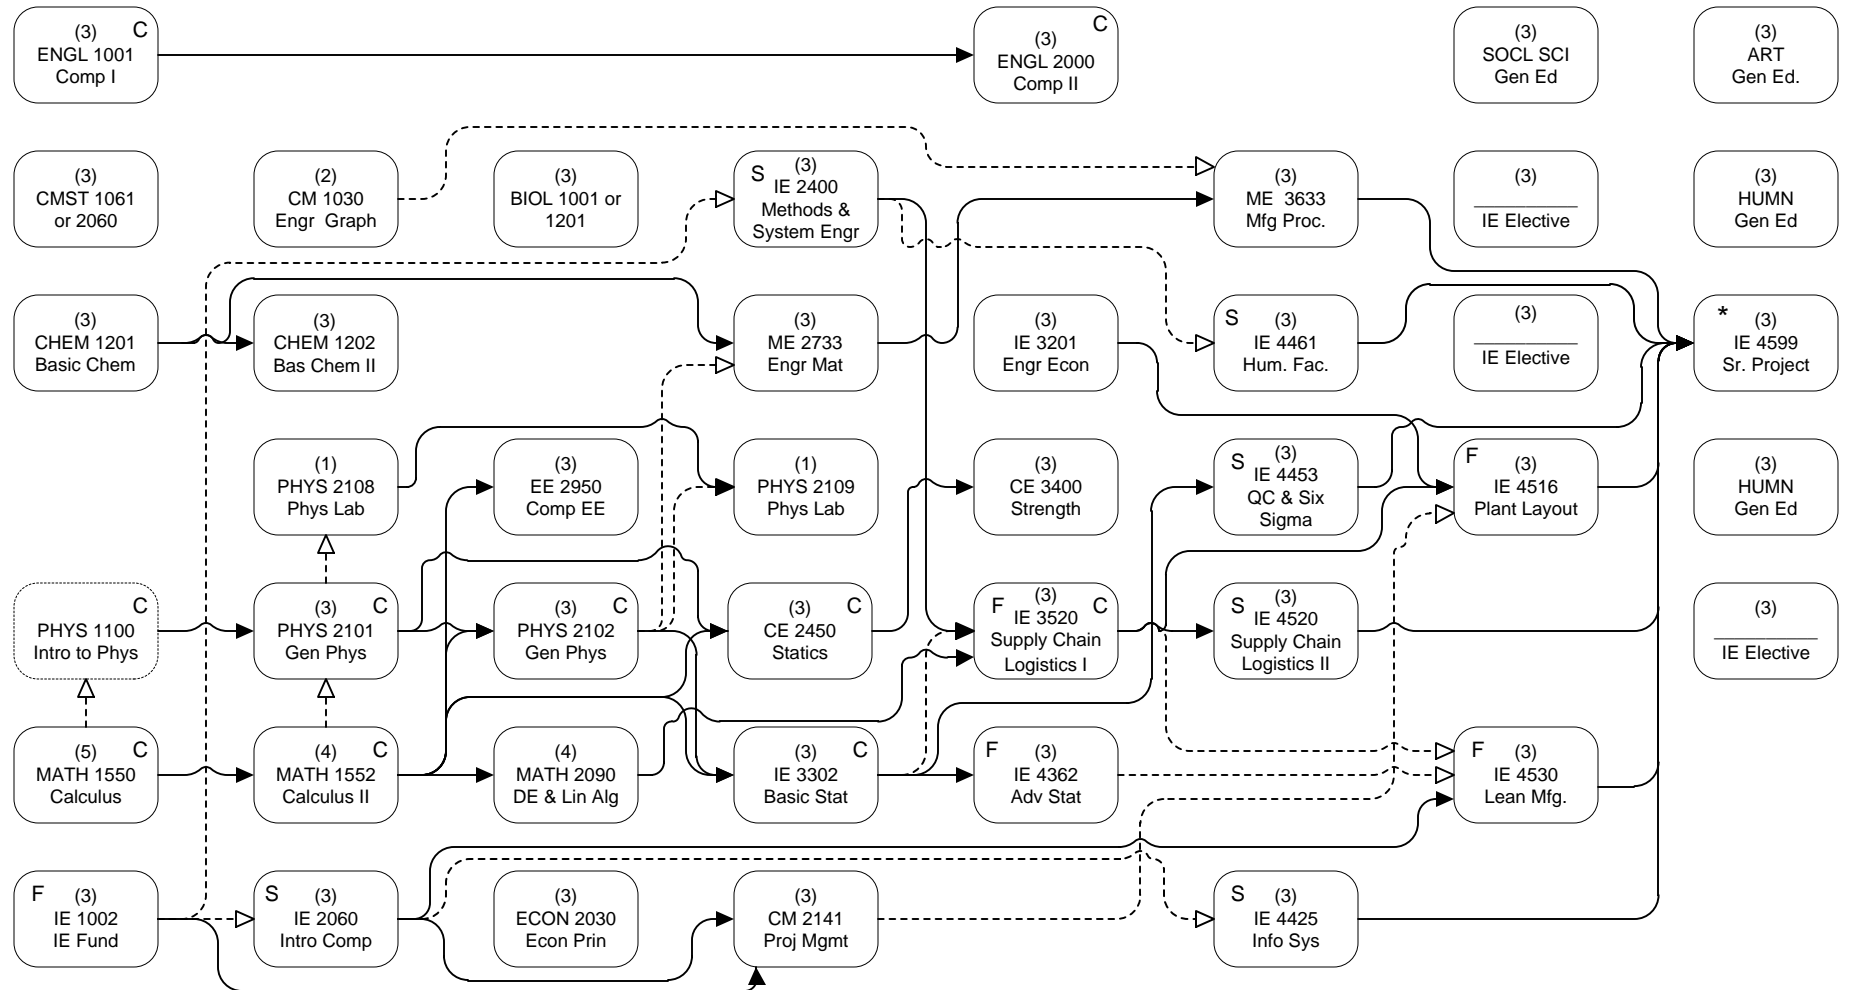 (3) C
ENGL 1001
Comp I
(3) C
ENGL 2000
Comp II
(3)
SOCL SCI
Gen Ed
(3)
ART
Gen Ed.
(3)
CMST 1061
or 2060
(2)
CM 1030
Engr Graph
(3)
BIOL 1001 or
1201
S (3)
IE 2400
Methods &
System Engr
(3)
ME 3633
Mfg Proc.
(3)
IE Elective
(3)
HUMN
Gen Ed
(3)
CHEM 1201
Basic Chem
(3)
CHEM 1202
Bas Chem II
(3)
ME 2733
Engr Mat
(3)
IE 3201
Engr Econ
S (3)
IE 4461
Hum. Fac.
(3)
IE Elective
* (3)
IE 4599
Sr. Project
(1)
PHYS 2108
Phys Lab
(3)
EE 2950
Comp EE
(1)
PHYS 2109
Phys Lab
(3)
CE 3400
Strength
S (3)
IE 4453
QC & Six
Sigma
F (3)
IE 4516
Plant Layout
(3)
HUMN
Gen Ed
C
PHYS 1100
Intro to Phys
(3) C
PHYS 2101
Gen Phys
(3) C
PHYS 2102
Gen Phys
(3) C
CE 2450
Statics
F (3) C
IE 3520
Supply Chain
Logistics I
S (3)
IE 4520
Supply Chain
Logistics II
(3)
IE Elective
(5) C
MATH 1550
Calculus
(4) C
MATH 1552
Calculus II
(4)
MATH 2090
DE & Lin Alg
(3) C
IE 3302
Basic Stat
F (3)
IE 4362
Adv Stat
F (3)
IE 4530
Lean Mfg.
F (3)
IE 1002
IE Fund
S (3)
IE 2060
Intro Comp
(3)
ECON 2030
Econ Prin
(3)
CM 2141
Proj Mgmt
S (3)
IE 4425
Info Sys